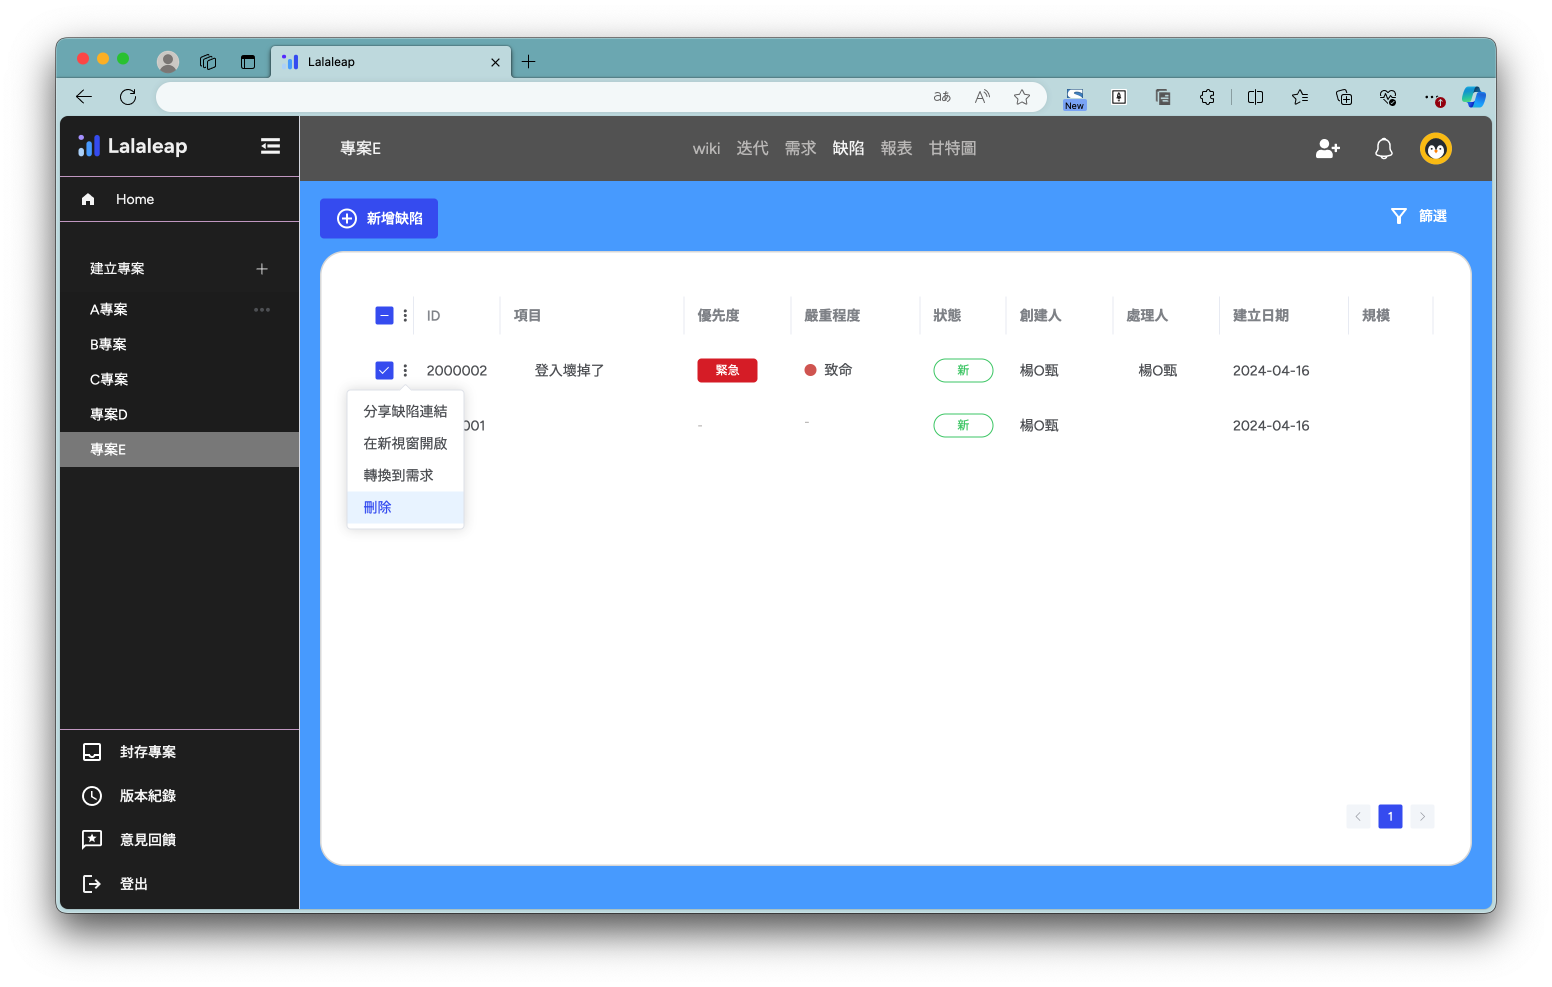 Lalaleap
aあ
A
New
Lalaleap
專案E
wiki 迭代 需求 缺陷 報表 甘特圖
Home
新增缺陷
篩選
建立專案
A專案
B專案
C專案
專案D
專案E
ID 項目 優先度 嚴重程度 狀態 創建人 處理人 建立日期 規模
2000002 登入壞掉了 緊急 致命 新 楊O甄 楊O甄 2024-04-16
001 - - 新 楊O甄 2024-04-16
分享缺陷連結
在新視窗開啟
轉換到需求
刪除
1
封存專案
版本紀錄
意見回饋
登出